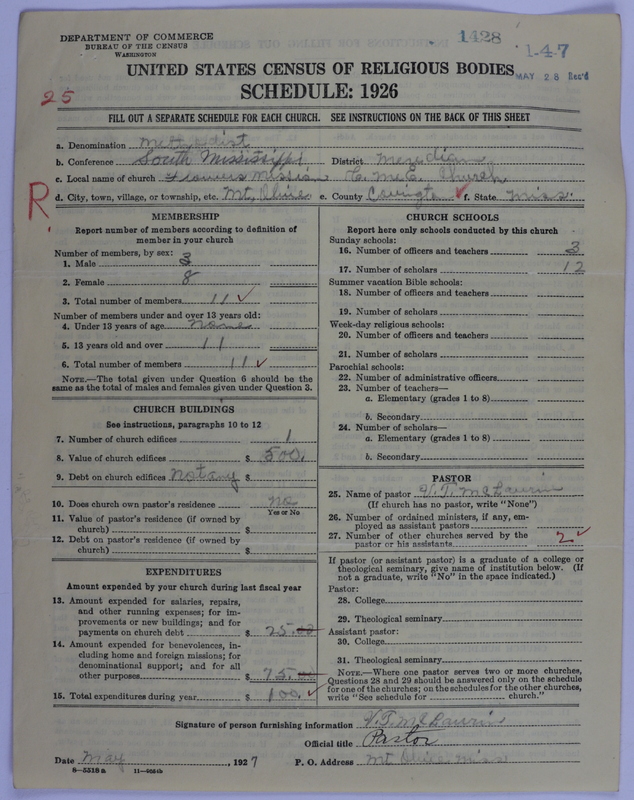 DEPARTMENT OF COMMERCE
BUREAU OF THE CENSUS
WASHINGTON
1428
1-4-7
MAY 28 Rec'd
UNITED STATES CENSUS OF RELIGIOUS BODIES
SCHEDULE: 1926
25
FILL OUT A SEPARATE SCHEDULE FOR EACH CHURCH. SEE INSTRUCTIONS ON THE BACK OF THIS SHEET
a. Denomination Methodist
b. Conference South Mississippi District Meredian
c. Local name of church Flowers Mission C. M. E. Church
R. d. City, town, village, or township, etc. Mt. Olive e. County Covington f. State Miss.
MEMBERSHIP
Report number of members according to definition of
member in your church
Number of members, by sex:
1. Male 3
2. Female 8
3. Total number of members 11 ✓
Number of members under and over 13 years old:
4. Under 13 years of age
5. 13 years old and over 11
6. Total number of members 11 ✓
NOTE.—The total given under Question 6 should be the
same as the total of males and females given under Question 3.
CHURCH BUILDINGS
See instructions, paragraphs 10 to 12
7. Number of church edifices 1
8. Value of church edifices $ 500.
9. Debt on church edifices $
10. Does church own pastor's residence No
Yes or No
11. Value of pastor's residence (if owned by
church) $
12. Debt on pastor's residence (if owned by
church) $
EXPENDITURES
Amount expended by your church during last fiscal year
13. Amount expended for salaries, repairs,
and other running expenses; for im-
provements or new buildings; and for
payments on church debt $ 25.00
14. Amount expended for benevolences, in-
cluding home and foreign missions; for
denominational support; and for all
other purposes $ 75.00
15. Total expenditures during year $ 100. ✓
CHURCH SCHOOLS
Report here only schools conducted by this church
Sunday schools:
16. Number of officers and teachers 3
17. Number of scholars 12
Summer vacation Bible schools:
18. Number of officers and teachers
19. Number of scholars
Week-day religious schools:
20. Number of officers and teachers
21. Number of scholars
Parochial schools:
22. Number of administrative officers
23. Number of teachers—
a. Elementary (grades 1 to 8)
b. Secondary
24. Number of scholars—
a. Elementary (grades 1 to 8)
b. Secondary
PASTOR
25. Name of pastor V. T. McLaurin
(If church has no pastor, write "None")
26. Number of ordained ministers, if any, em-
ployed as assistant pastors
27. Number of other churches served by the
pastor or his assistants 2 ✓
If pastor (or assistant pastor) is a graduate of a college or
theological seminary, give name of institution below. (If
not a graduate, write "No" in the space indicated.)
Pastor:
28. College
29. Theological seminary
Assistant pastor:
30. College
31. Theological seminary
NOTE.—Where one pastor serves two or more churches,
Questions 28 and 29 should be answered only on the schedule
for one of the churches; on the schedules for the other churches,
write "See schedule for church."
Signature of person furnishing information V. T. McLaurin
Official title Pastor
Date May , 1927 P. O. Address Mt Olive Miss
8—5518 a 11—4664b